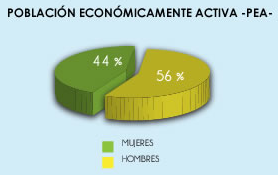 POBLACIÓN ECONÓMICAMENTE ACTIVA -PEA-
44 %
56 %
MUJERES
HOMBRES